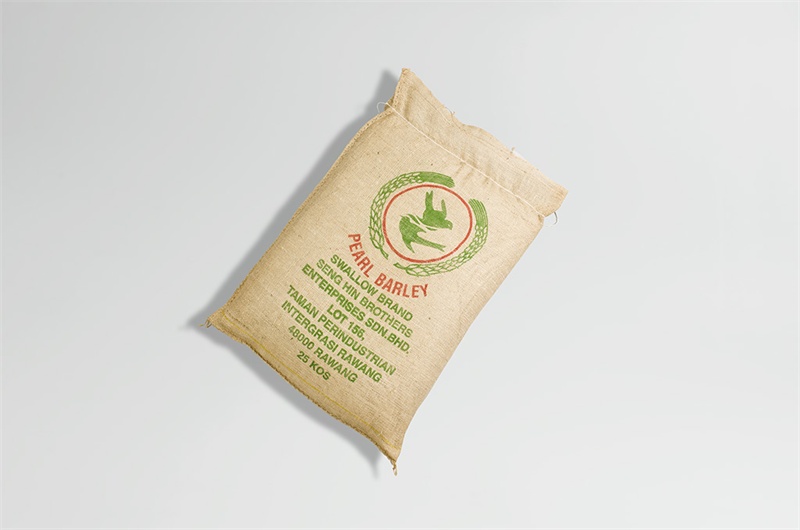 PEARL BARLEY
SWALLOW BRAND
SENG HIN BROTHERS
ENTERPRISES SDN.BHD.
LOT 156,
TAMAN PERINDUSTRIAN
INTERGRASI RAWANG
48000 RAWANG
25 KOS